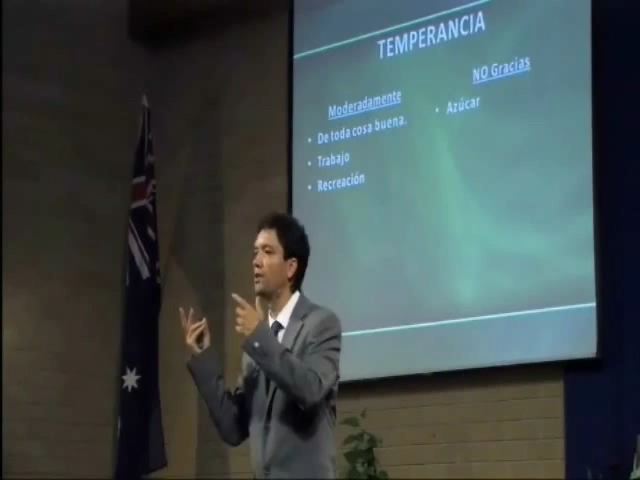 TEMPERANCIA
Moderadamente
• De toda cosa buena.
• Trabajo
• Recreación
NO Gracias
• Azúcar